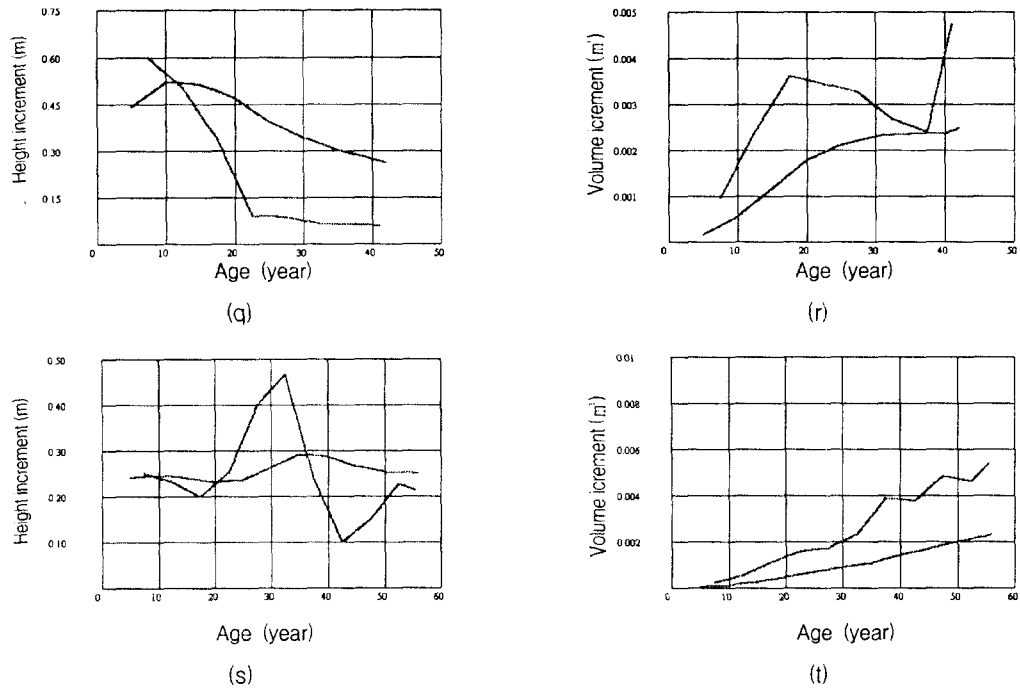 0.75
0.60
0.45
0.30
0.15
0 10 20 30 40 50
Height increment (m)
Age (year)
(q)
0.005
0.004
0.003
0.002
0.001
0 10 20 30 40 50
Volume icrement (m³)
Age (year)
(r)
0.50
0.40
0.30
0.20
0.10
0 10 20 30 40 50 60
Height increment (m)
Age (year)
(s)
0.01
0.008
0.006
0.004
0.002
0 10 20 30 40 50 60
Volume icrement (m³)
Age (year)
(t)